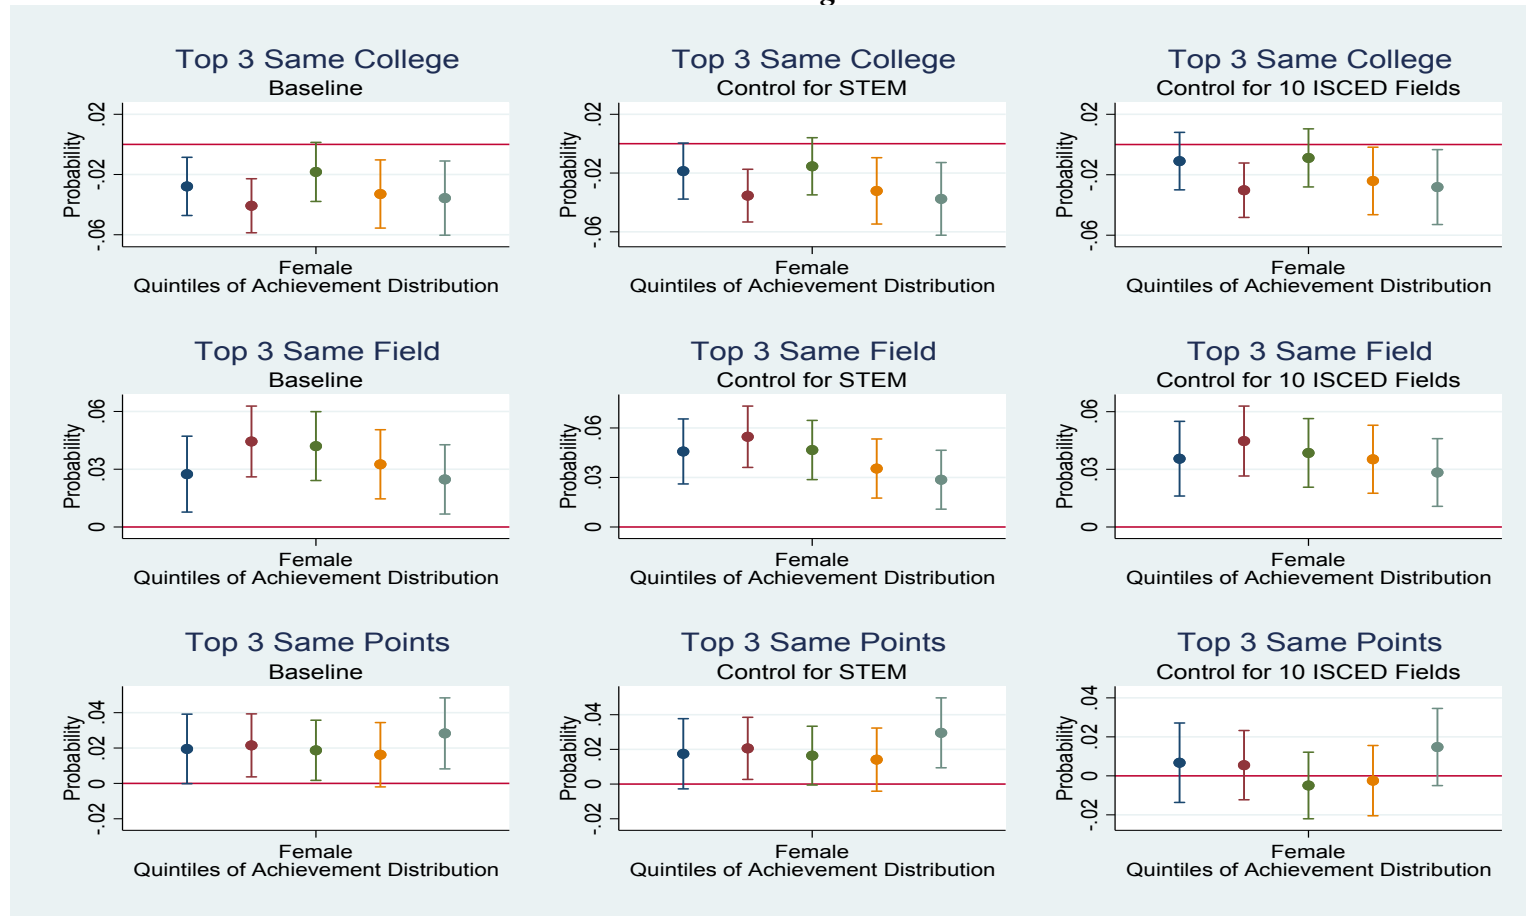 Top 3 Same College
Baseline
Probability
.02
-.02
-.06
Female
Quintiles of Achievement Distribution
Top 3 Same College
Control for STEM
Probability
.02
-.02
-.06
Female
Quintiles of Achievement Distribution
Top 3 Same College
Control for 10 ISCED Fields
Probability
.02
-.02
-.06
Female
Quintiles of Achievement Distribution
Top 3 Same Field
Baseline
Probability
.06
.03
0
Female
Quintiles of Achievement Distribution
Top 3 Same Field
Control for STEM
Probability
.06
.03
0
Female
Quintiles of Achievement Distribution
Top 3 Same Field
Control for 10 ISCED Fields
Probability
.06
.03
0
Female
Quintiles of Achievement Distribution
Top 3 Same Points
Baseline
Probability
.04
.02
0
-.02
Female
Quintiles of Achievement Distribution
Top 3 Same Points
Control for STEM
Probability
.04
.02
0
-.02
Female
Quintiles of Achievement Distribution
Top 3 Same Points
Control for 10 ISCED Fields
Probability
.04
.02
0
-.02
Female
Quintiles of Achievement Distribution